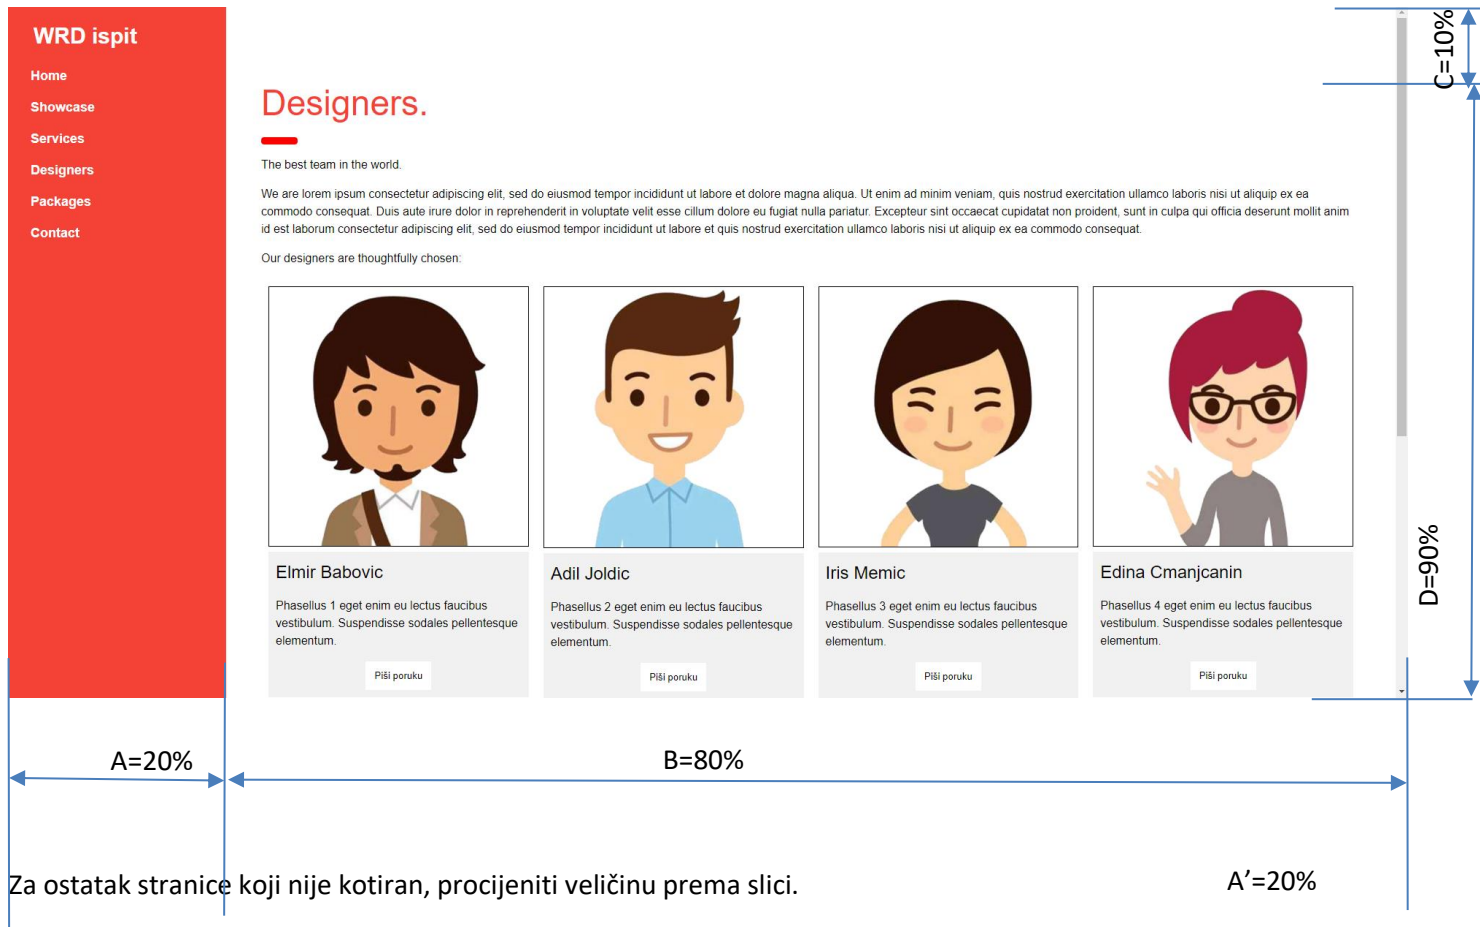 WRD ispit
Home
Showcase
Services
Designers
Packages
Contact
Designers.
The best team in the world.
We are lorem ipsum consectetur adipiscing elit, sed do eiusmod tempor incididunt ut labore et dolore magna aliqua. Ut enim ad minim veniam, quis nostrud exercitation ullamco laboris nisi ut aliquip ex ea
commodo consequat. Duis aute irure dolor in reprehenderit in voluptate velit esse cillum dolore eu fugiat nulla pariatur. Excepteur sint occaecat cupidatat non proident, sunt in culpa qui officia deserunt mollit anim
id est laborum consectetur adipiscing elit, sed do eiusmod tempor incididunt ut labore et quis nostrud exercitation ullamco laboris nisi ut aliquip ex ea commodo consequat.
Our designers are thoughtfully chosen:
Elmir Babovic
Phasellus 1 eget enim eu lectus faucibus
vestibulum. Suspendisse sodales pellentesque
elementum.
Piši poruku
Adil Joldic
Phasellus 2 eget enim eu lectus faucibus
vestibulum. Suspendisse sodales pellentesque
elementum.
Piši poruku
Iris Memic
Phasellus 3 eget enim eu lectus faucibus
vestibulum. Suspendisse sodales pellentesque
elementum.
Piši poruku
Edina Cmanjcanin
Phasellus 4 eget enim eu lectus faucibus
vestibulum. Suspendisse sodales pellentesque
elementum.
Piši poruku
C=10%
D=90%
A=20%
B=80%
Za ostatak stranice koji nije kotiran, procijeniti veličinu prema slici.
A’=20%